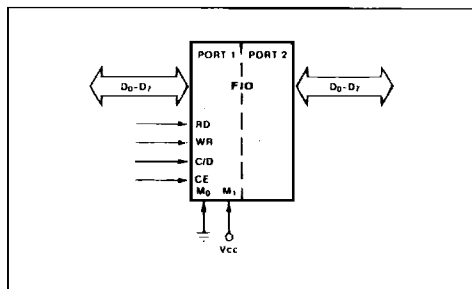 PORT 1 PORT 2
FIO
D0-D7 D0-D7
RD
WR
C/D
CE
M0 M1
Vcc